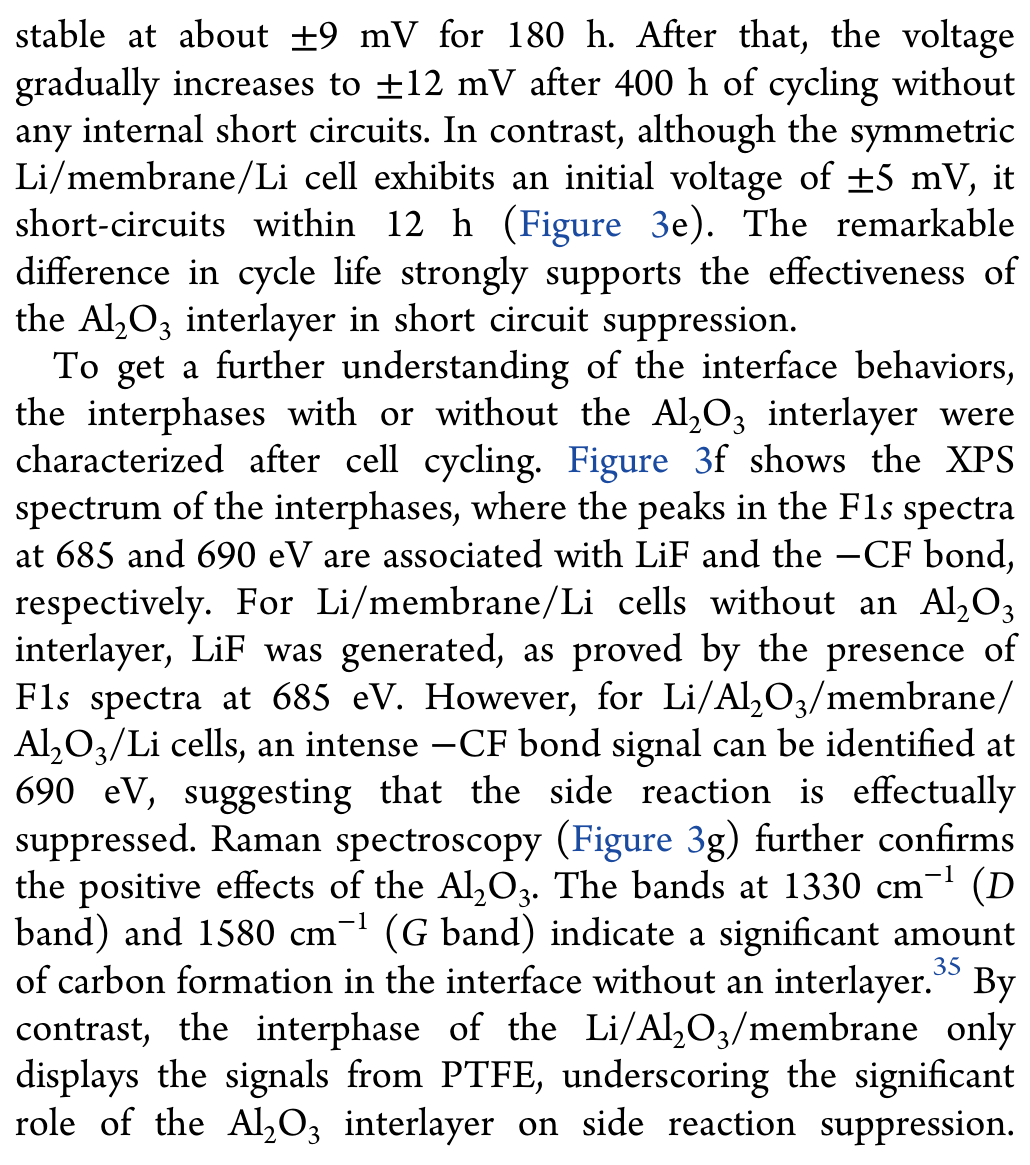 stable at about ±9 mV for 180 h. After that, the voltage
gradually increases to ±12 mV after 400 h of cycling without
any internal short circuits. In contrast, although the symmetric
Li/membrane/Li cell exhibits an initial voltage of ±5 mV, it
short-circuits within 12 h (Figure 3e). The remarkable
difference in cycle life strongly supports the effectiveness of
the Al₂O₃ interlayer in short circuit suppression.
To get a further understanding of the interface behaviors,
the interphases with or without the Al₂O₃ interlayer were
characterized after cell cycling. Figure 3f shows the XPS
spectrum of the interphases, where the peaks in the F1s spectra
at 685 and 690 eV are associated with LiF and the −CF bond,
respectively. For Li/membrane/Li cells without an Al₂O₃
interlayer, LiF was generated, as proved by the presence of
F1s spectra at 685 eV. However, for Li/Al₂O₃/membrane/
Al₂O₃/Li cells, an intense −CF bond signal can be identified at
690 eV, suggesting that the side reaction is effectually
suppressed. Raman spectroscopy (Figure 3g) further confirms
the positive effects of the Al₂O₃. The bands at 1330 cm⁻¹ (D
band) and 1580 cm⁻¹ (G band) indicate a significant amount
of carbon formation in the interface without an interlayer.³⁵ By
contrast, the interphase of the Li/Al₂O₃/membrane only
displays the signals from PTFE, underscoring the significant
role of the Al₂O₃ interlayer on side reaction suppression.